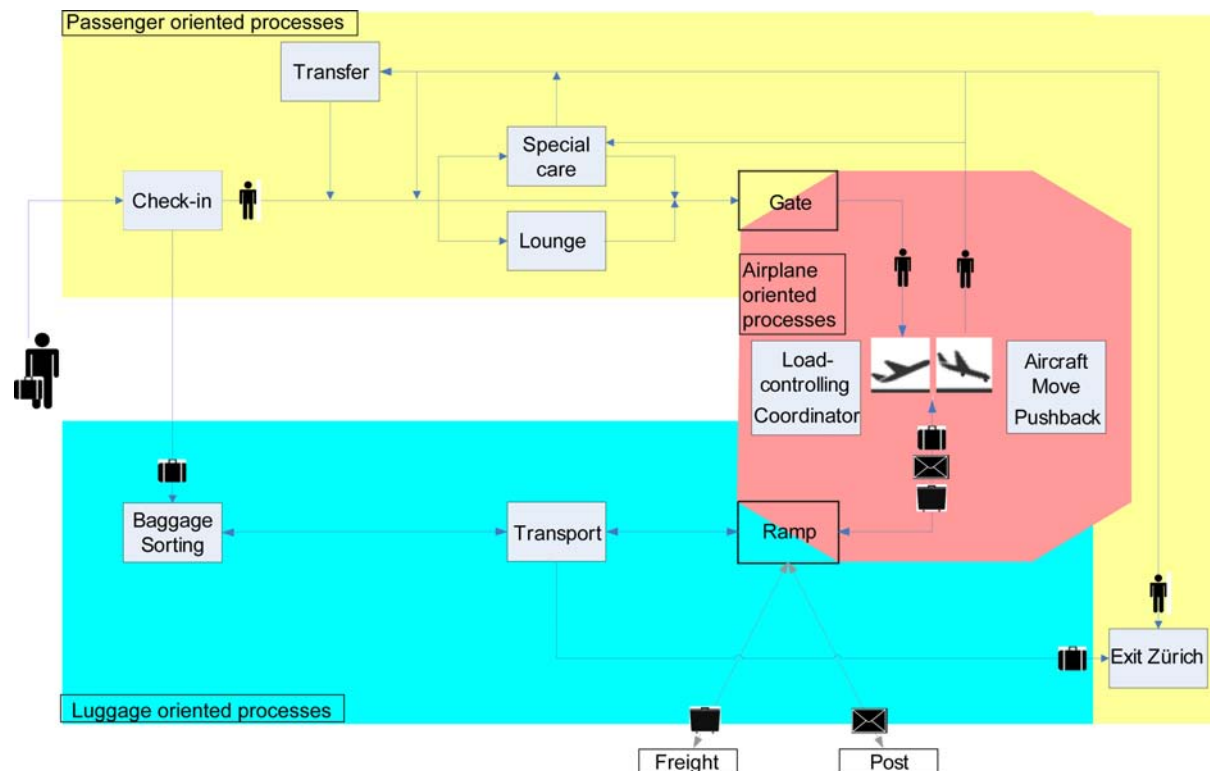 Passenger oriented processes
Transfer
Special
care
Check-in
Lounge
Gate
Airplane
oriented
processes
Load-
controlling
Coordinator
Aircraft
Move
Pushback
Baggage
Sorting
Transport
Ramp
Exit Zürich
Luggage oriented processes
Freight
Post